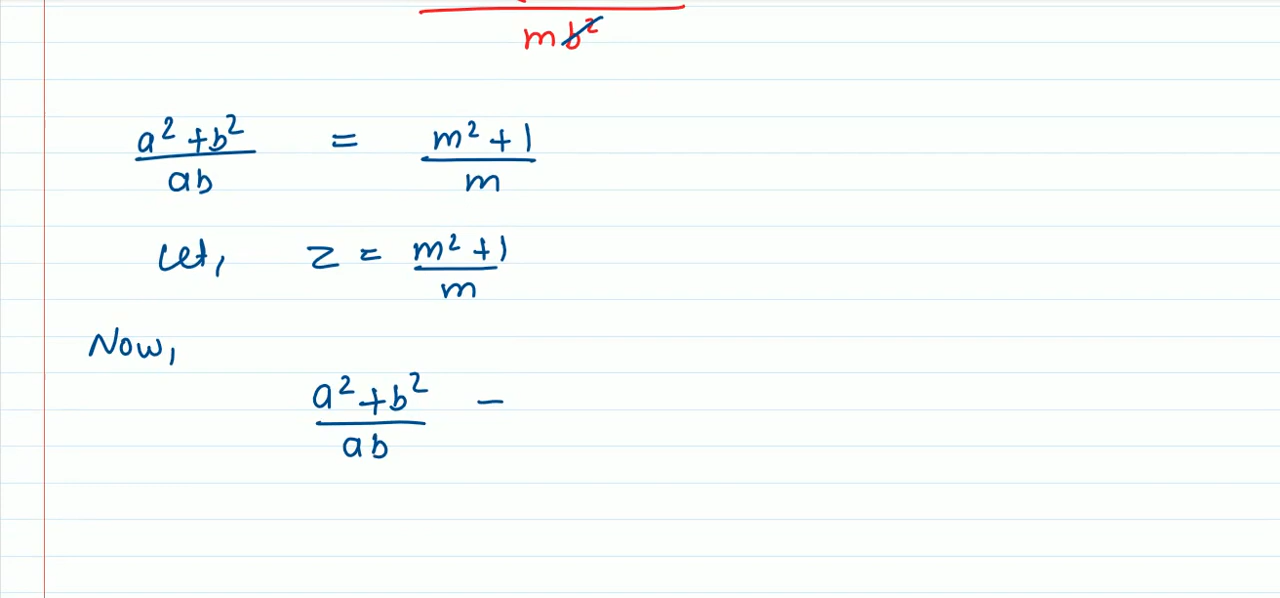 mb²
a² + b² / ab = m² + 1 / m
Let, z = m² + 1 / m
Now,
a² + b² / ab −